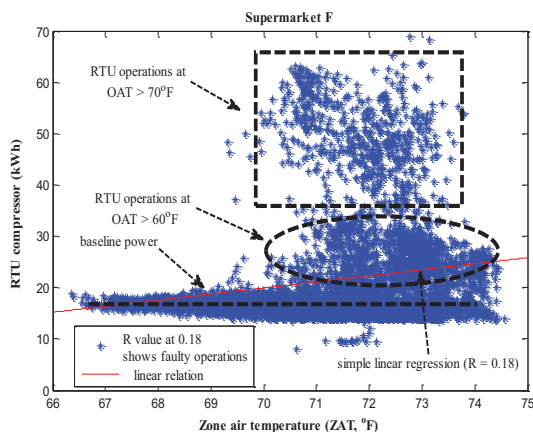 Supermarket F
70
60
50
40
30
20
10
0
RTU compressor (kWh)
RTU operations at
OAT > 70°F
RTU operations at
OAT > 60°F
baseline power
R value at 0.18
shows faulty operations
linear relation
simple linear regression (R = 0.18)
66 67 68 69 70 71 72 73 74 75
Zone air temperature (ZAT, °F)